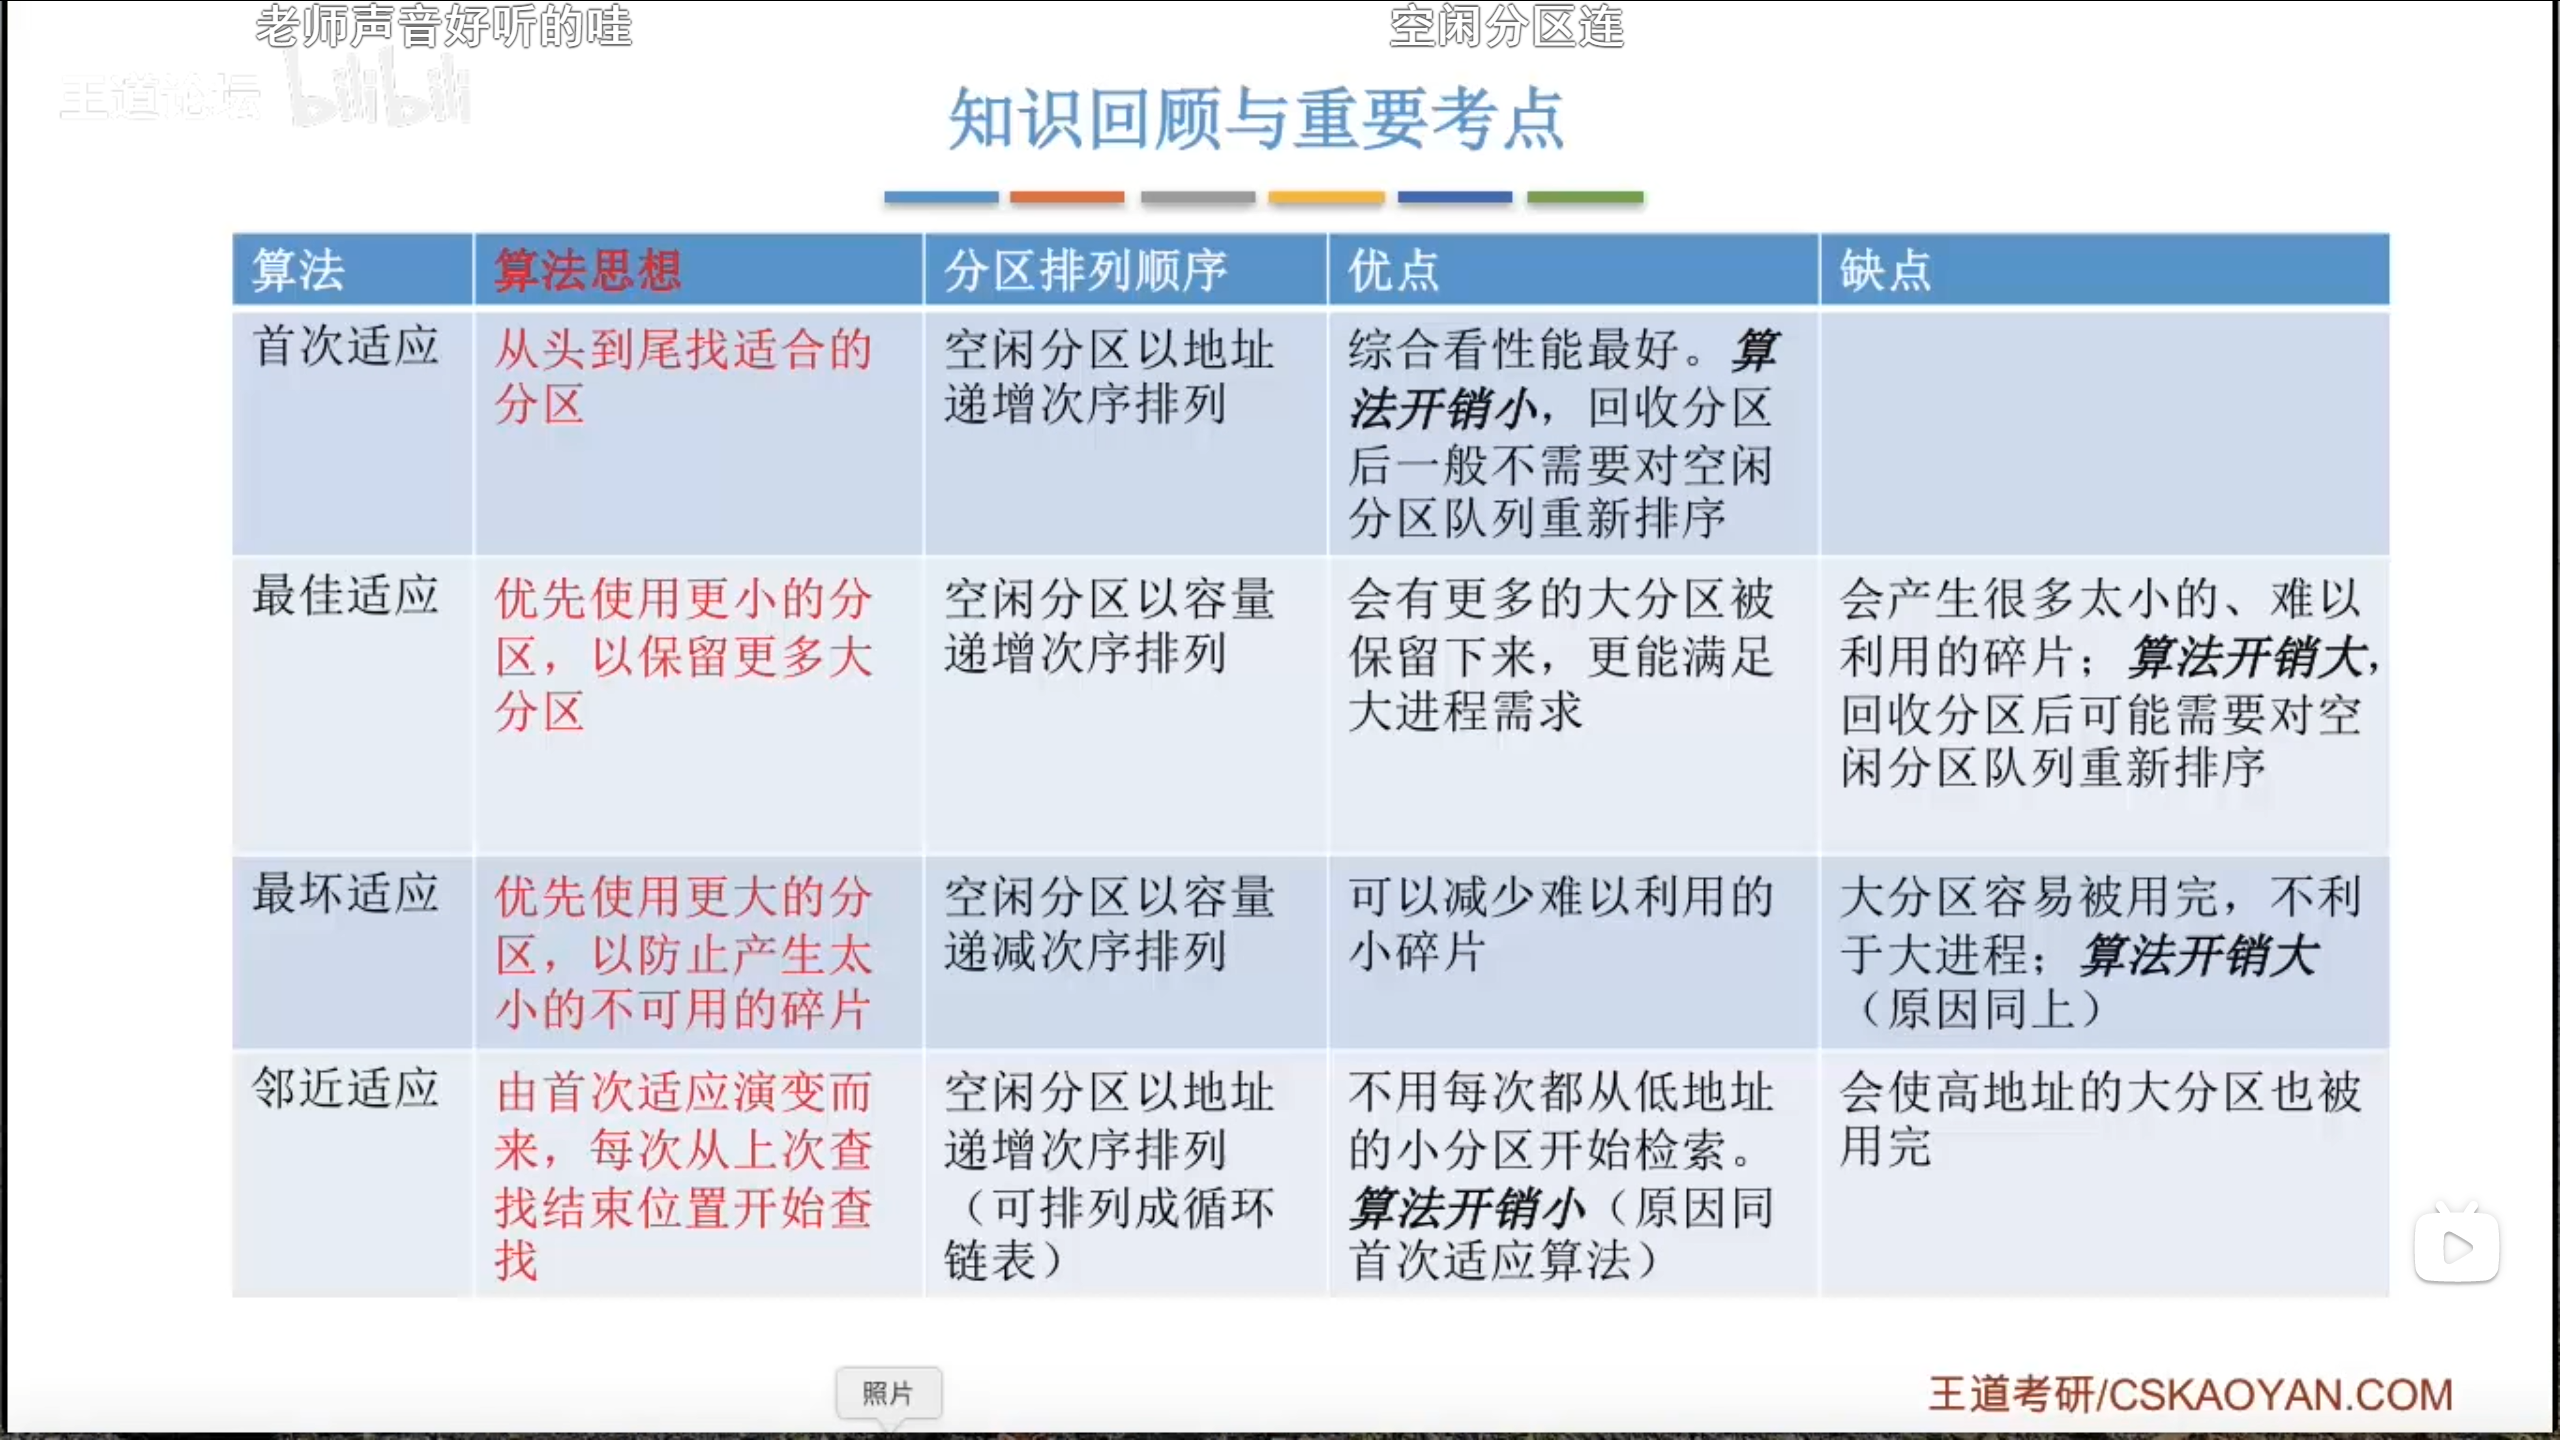 老师声音好听的哇
空闲分区连
王道论坛 bilibili
知识回顾与重要考点
算法
算法思想
分区排列顺序
优点
缺点
首次适应
从头到尾找适合的
分区
空闲分区以地址
递增次序排列
综合看性能最好。算
法开销小，回收分区
后一般不需要对空闲
分区队列重新排序
最佳适应
优先使用更小的分
区，以保留更多大
分区
空闲分区以容量
递增次序排列
会有更多的大分区被
保留下来，更能满足
大进程需求
会产生很多太小的、难以
利用的碎片；算法开销大，
回收分区后可能需要对空
闲分区队列重新排序
最坏适应
优先使用更大的分
区，以防止产生太
小的不可用的碎片
空闲分区以容量
递减次序排列
可以减少难以利用的
小碎片
大分区容易被用完，不利
于大进程；算法开销大
（原因同上）
邻近适应
由首次适应演变而
来，每次从上次查
找结束位置开始查
找
空闲分区以地址
递增次序排列
（可排列成循环
链表）
不用每次都从低地址
的小分区开始检索。
算法开销小（原因同
首次适应算法）
会使高地址的大分区也被
用完
照片
王道考研/CSKAOYAN.COM